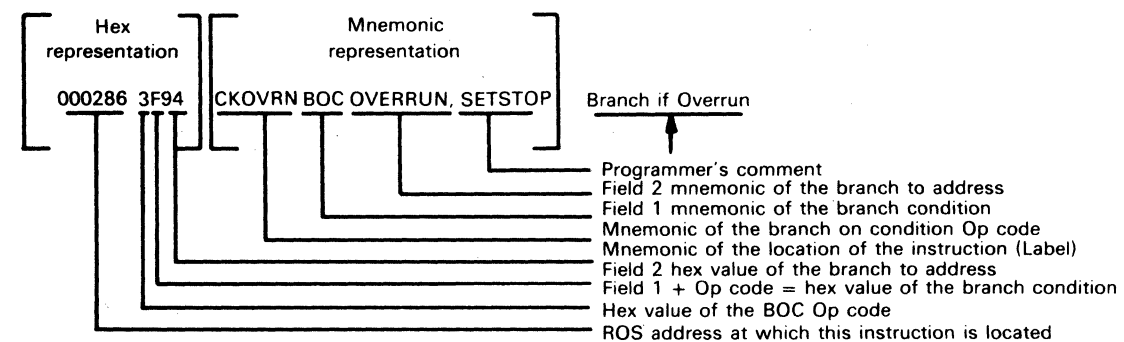 Hex Mnemonic
representation representation
000286 3F94 CKOVRN BOC OVERRUN, SETSTOP Branch if Overrun
Programmer's comment
Field 2 mnemonic of the branch to address
Field 1 mnemonic of the branch condition
Mnemonic of the branch on condition Op code
Mnemonic of the location of the instruction (Label)
Field 2 hex value of the branch to address
Field 1 + Op code = hex value of the branch condition
Hex value of the BOC Op code
ROS address at which this instruction is located